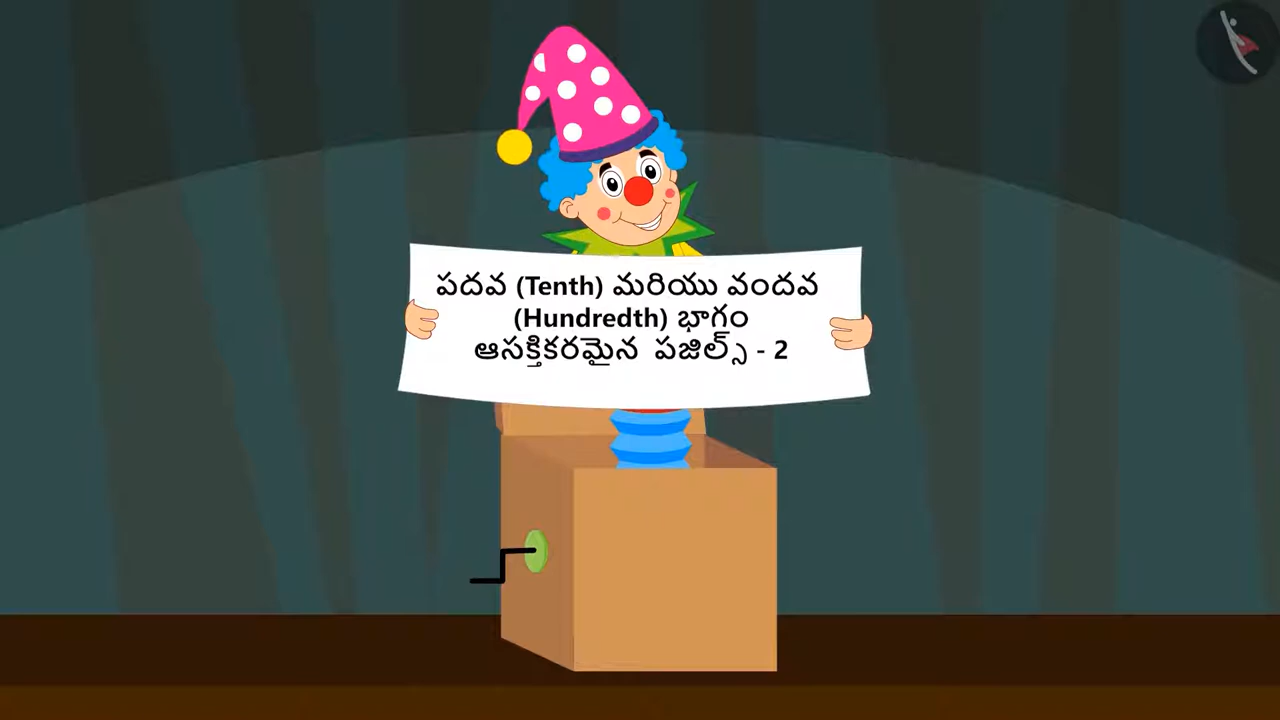 పదవ (Tenth) మరియు వందవ
(Hundredth) భాగం
ఆసక్తికరమైన పజిల్స్ - 2